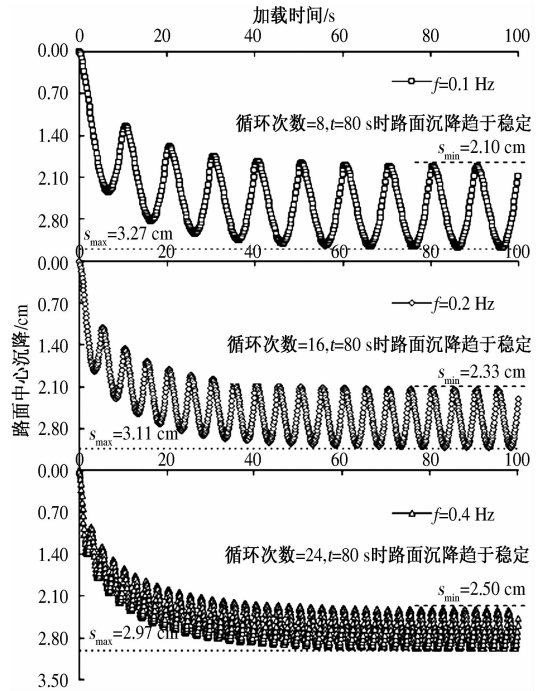 加载时间/s
0 20 40 60 80 100
0.00
f=0.1 Hz
0.70
循环次数=8,t=80 s时路面沉降趋于稳定
1.40
smin=2.10 cm
2.10
2.80
smax=3.27 cm
0 20 40 60 80 100
0.00
f=0.2 Hz
0.70
循环次数=16,t=80 s时路面沉降趋于稳定
1.40
smin=2.33 cm
2.10
路面中心沉降/cm
2.80
smax=3.11 cm
0 20 40 60 80 100
0.00
f=0.4 Hz
0.70
循环次数=24,t=80 s时路面沉降趋于稳定
1.40
smin=2.50 cm
2.10
2.80
smax=2.97 cm
3.50